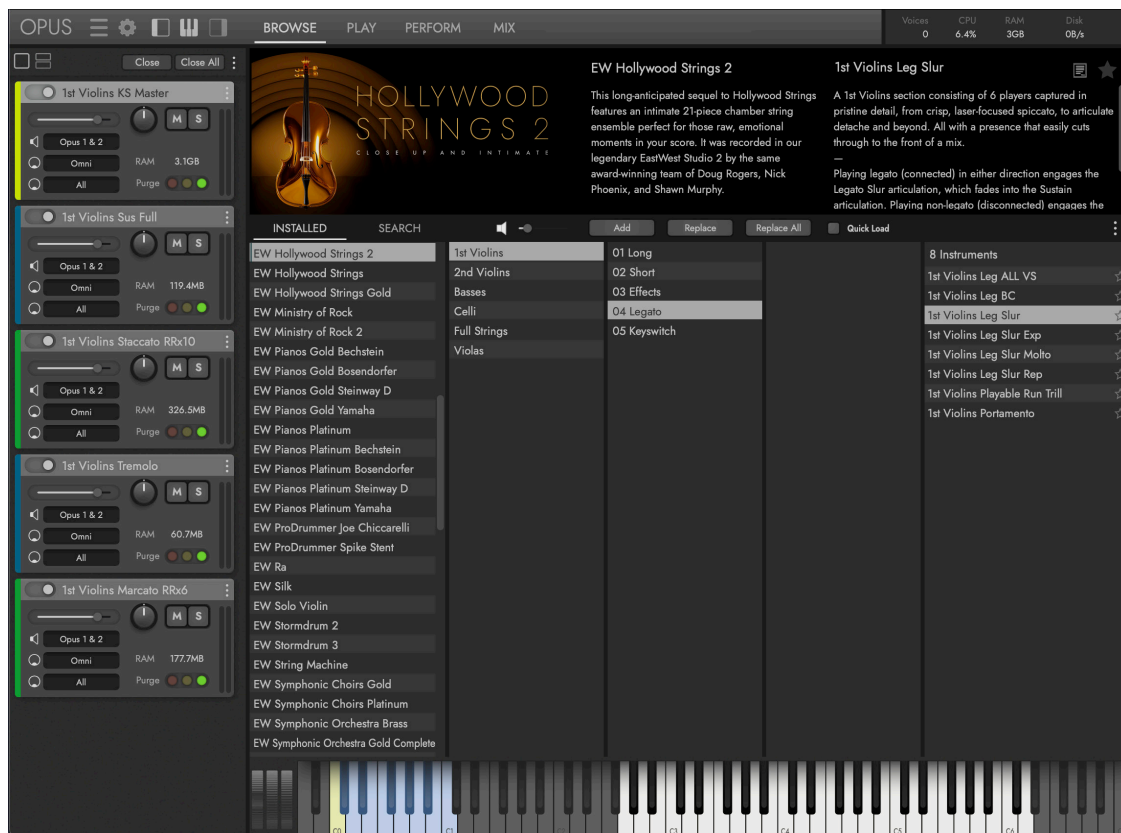 OPUS
BROWSE PLAY PERFORM MIX
Voices CPU RAM Disk
0 6.4% 3GB 0B/s
Close Close All
1st Violins KS Master
M S
Opus 1 & 2
Omni RAM 3.1GB
All Purge
1st Violins Sus Full
M S
Opus 1 & 2
Omni RAM 119.4MB
All Purge
1st Violins Staccato RRx10
M S
Opus 1 & 2
Omni RAM 326.5MB
All Purge
1st Violins Tremolo
M S
Opus 1 & 2
Omni RAM 60.7MB
All Purge
1st Violins Marcato RRx6
M S
Opus 1 & 2
Omni RAM 177.7MB
All Purge
HOLLYWOOD
STRINGS 2
CLOSE UP AND INTIMATE
EW Hollywood Strings 2
This long-anticipated sequel to Hollywood Strings
features an intimate 21-piece chamber string
ensemble perfect for those raw, emotional
moments in your score. It was recorded in our
legendary EastWest Studio 2 by the same
award-winning team of Doug Rogers, Nick
Phoenix, and Shawn Murphy.
1st Violins Leg Slur
A 1st Violins section consisting of 6 players captured in
pristine detail, from crisp, laser-focused spiccato, to articulate
detache and beyond. All with a presence that easily cuts
through to the front of a mix.
—
Playing legato (connected) in either direction engages the
Legato Slur articulation, which fades into the Sustain
articulation. Playing non-legato (disconnected) engages the
INSTALLED SEARCH
Add Replace Replace All Quick Load
EW Hollywood Strings 2
EW Hollywood Strings
EW Hollywood Strings Gold
EW Ministry of Rock
EW Ministry of Rock 2
EW Pianos Gold Bechstein
EW Pianos Gold Bosendorfer
EW Pianos Gold Steinway D
EW Pianos Gold Yamaha
EW Pianos Platinum
EW Pianos Platinum Bechstein
EW Pianos Platinum Bosendorfer
EW Pianos Platinum Steinway D
EW Pianos Platinum Yamaha
EW ProDrummer Joe Chiccarelli
EW ProDrummer Spike Stent
EW Ra
EW Silk
EW Solo Violin
EW Stormdrum 2
EW Stormdrum 3
EW String Machine
EW Symphonic Choirs Gold
EW Symphonic Choirs Platinum
EW Symphonic Orchestra Brass
EW Symphonic Orchestra Gold Complete
1st Violins
2nd Violins
Basses
Celli
Full Strings
Violas
01 Long
02 Short
03 Effects
04 Legato
05 Keyswitch
8 Instruments
1st Violins Leg ALL VS
1st Violins Leg BC
1st Violins Leg Slur
1st Violins Leg Slur Exp
1st Violins Leg Slur Molto
1st Violins Leg Slur Rep
1st Violins Playable Run Trill
1st Violins Portamento
C0 C1 C2 C3 C4 C5 C6